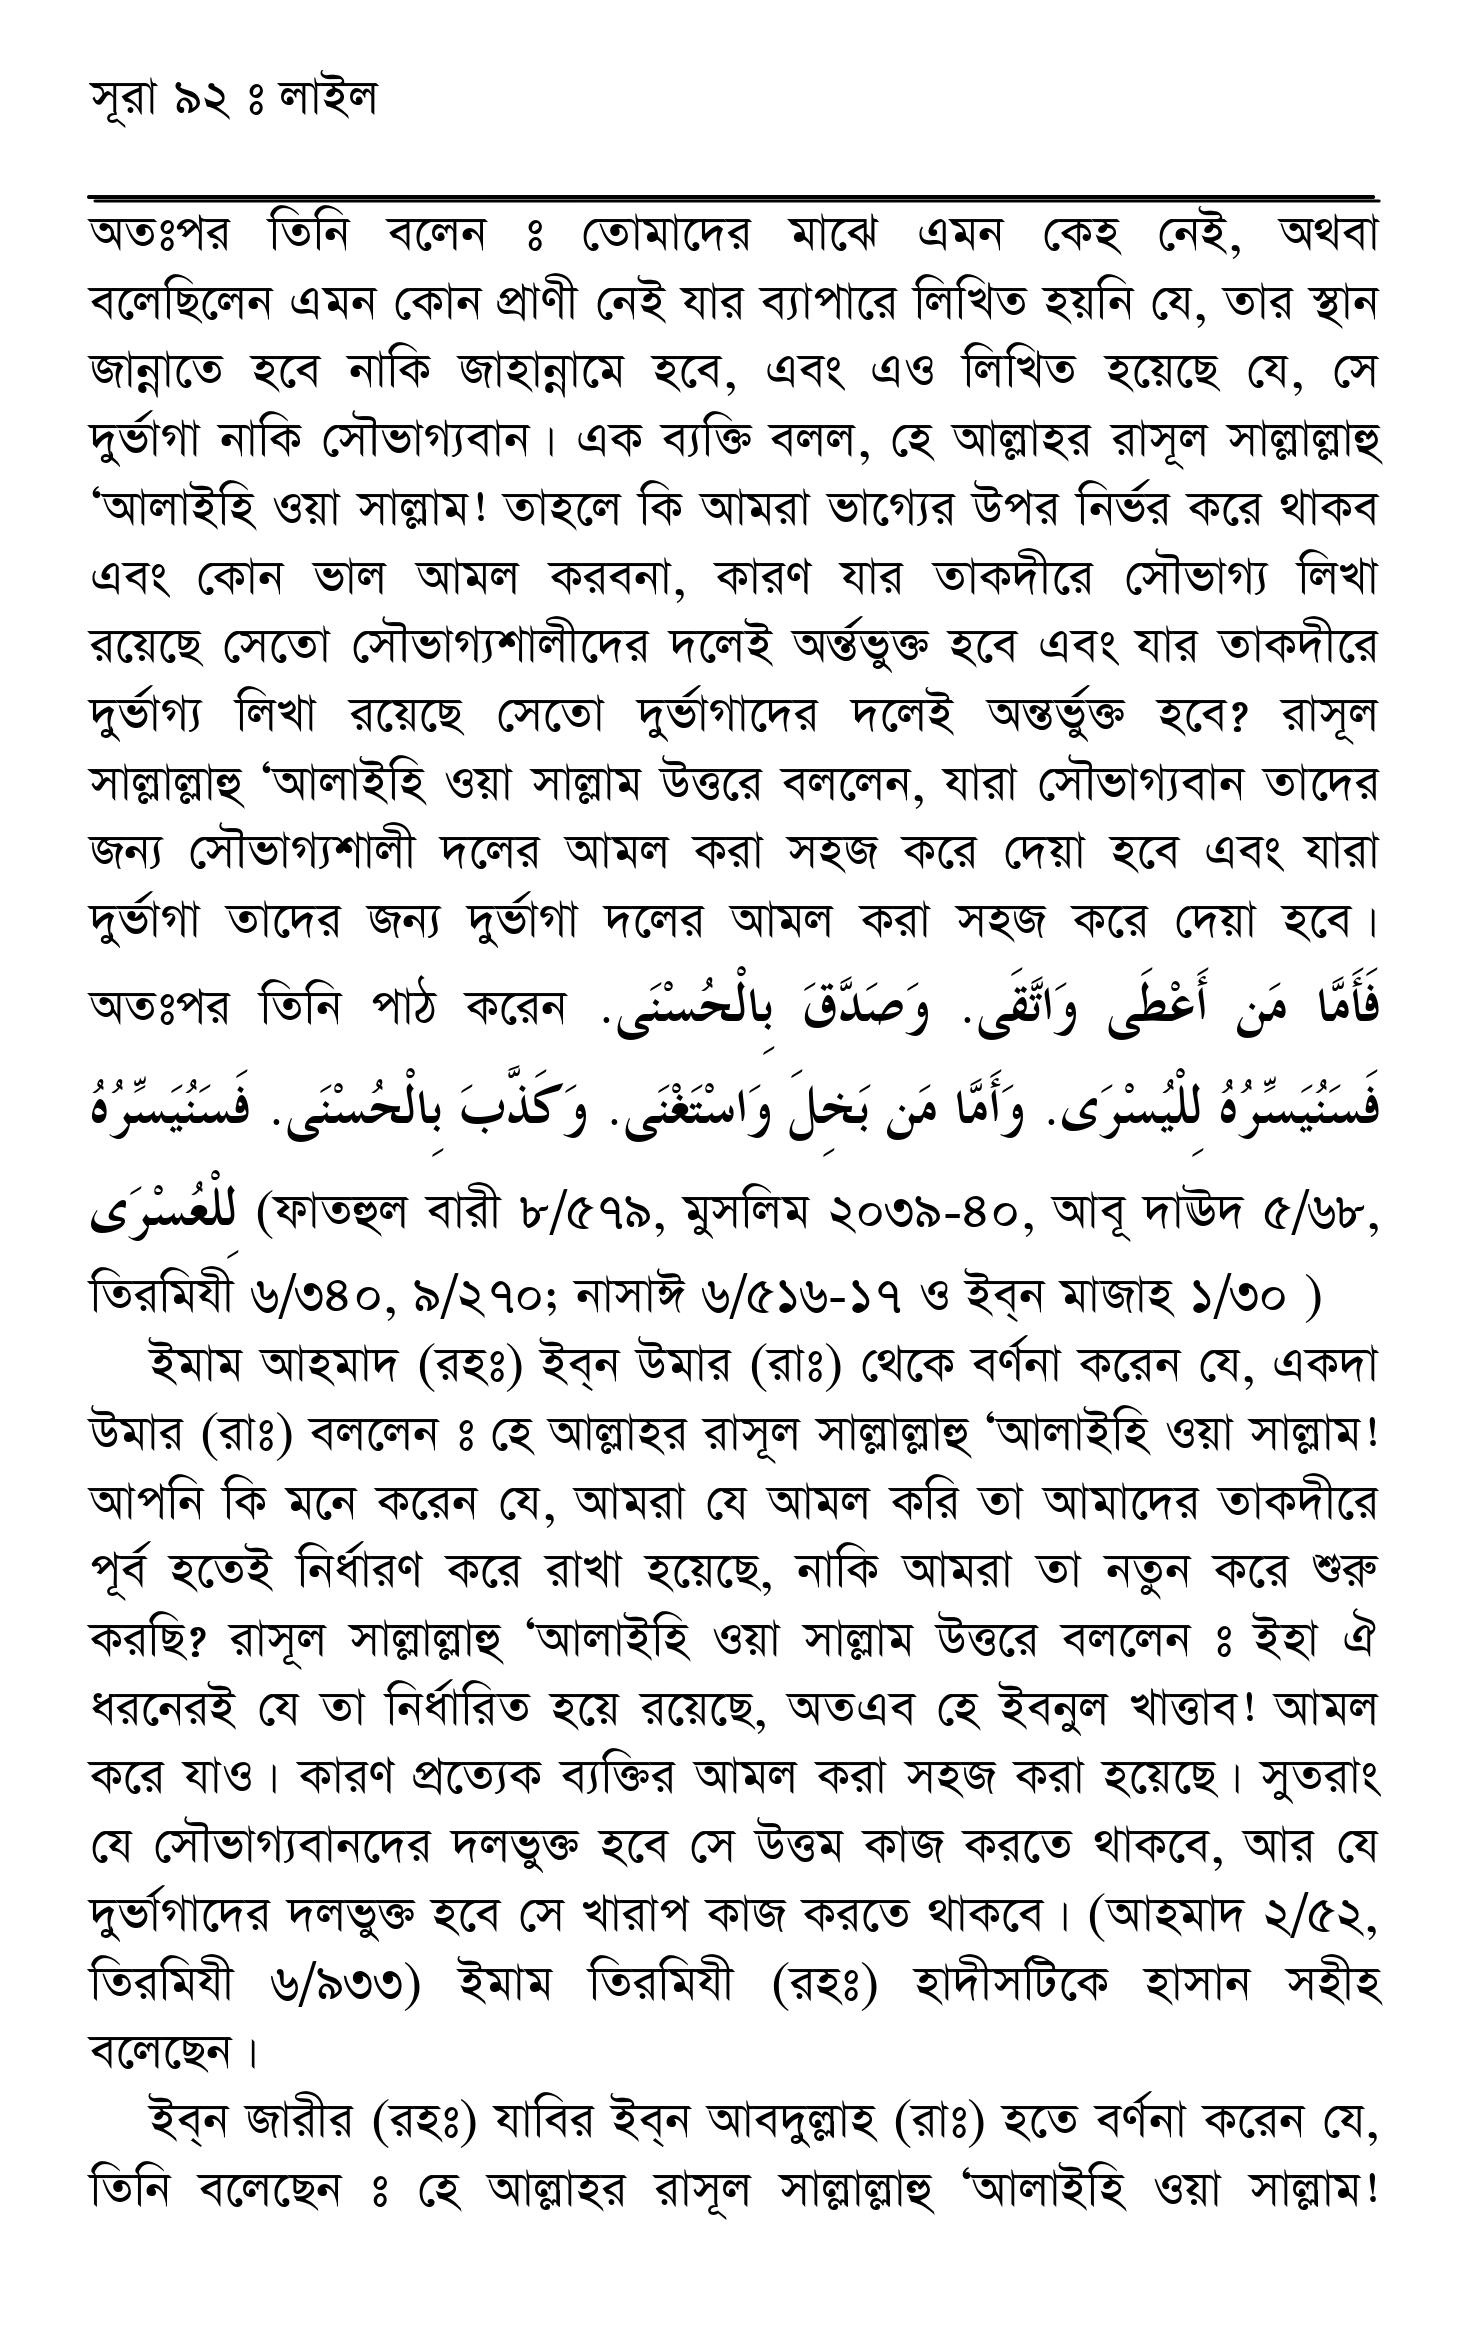 সূরা ৯২ ঃ লাইল
অতঃপর তিনি বলেন ঃ তোমাদের মাঝে এমন কেহ নেই, অথবা
বলেছিলেন এমন কোন প্রাণী নেই যার ব্যাপারে লিখিত হয়নি যে, তার স্থান
জান্নাতে হবে নাকি জাহান্নামে হবে, এবং এও লিখিত হয়েছে যে, সে
দুর্ভাগা নাকি সৌভাগ্যবান। এক ব্যক্তি বলল, হে আল্লাহর রাসূল সাল্লাল্লাহু
‘আলাইহি ওয়া সাল্লাম! তাহলে কি আমরা ভাগ্যের উপর নির্ভর করে থাকব
এবং কোন ভাল আমল করবনা, কারণ যার তাকদীরে সৌভাগ্য লিখা
রয়েছে সেতো সৌভাগ্যশালীদের দলেই অর্ন্তভুক্ত হবে এবং যার তাকদীরে
দুর্ভাগ্য লিখা রয়েছে সেতো দুর্ভাগাদের দলেই অন্তর্ভুক্ত হবে? রাসূল
সাল্লাল্লাহু ‘আলাইহি ওয়া সাল্লাম উত্তরে বললেন, যারা সৌভাগ্যবান তাদের
জন্য সৌভাগ্যশালী দলের আমল করা সহজ করে দেয়া হবে এবং যারা
দুর্ভাগা তাদের জন্য দুর্ভাগা দলের আমল করা সহজ করে দেয়া হবে।
অতঃপর তিনি পাঠ করেন فَأَمَّا مَن أَعْطَى وَاتَّقَى. وَصَدَّقَ بِالْحُسْنَى.
فَسَنُيَسِّرُهُ لِلْيُسْرَى. وَأَمَّا مَن بَخِلَ وَاسْتَغْنَى. وَكَذَّبَ بِالْحُسْنَى. فَسَنُيَسِّرُهُ
لِلْعُسْرَى (ফাতহুল বারী ৮/৫৭৯, মুসলিম ২০৩৯-৪০, আবূ দাঊদ ৫/৬৮,
তিরমিযী ৬/৩৪০, ৯/২৭০; নাসাঈ ৬/৫১৬-১৭ ও ইব্‌ন মাজাহ ১/৩০ )
ইমাম আহমাদ (রহঃ) ইব্‌ন উমার (রাঃ) থেকে বর্ণনা করেন যে, একদা
উমার (রাঃ) বললেন ঃ হে আল্লাহর রাসূল সাল্লাল্লাহু ‘আলাইহি ওয়া সাল্লাম!
আপনি কি মনে করেন যে, আমরা যে আমল করি তা আমাদের তাকদীরে
পূর্ব হতেই নির্ধারণ করে রাখা হয়েছে, নাকি আমরা তা নতুন করে শুরু
করছি? রাসূল সাল্লাল্লাহু ‘আলাইহি ওয়া সাল্লাম উত্তরে বললেন ঃ ইহা ঐ
ধরনেরই যে তা নির্ধারিত হয়ে রয়েছে, অতএব হে ইবনুল খাত্তাব! আমল
করে যাও। কারণ প্রত্যেক ব্যক্তির আমল করা সহজ করা হয়েছে। সুতরাং
যে সৌভাগ্যবানদের দলভুক্ত হবে সে উত্তম কাজ করতে থাকবে, আর যে
দুর্ভাগাদের দলভুক্ত হবে সে খারাপ কাজ করতে থাকবে। (আহমাদ ২/৫২,
তিরমিযী ৬/৯৩৩) ইমাম তিরমিযী (রহঃ) হাদীসটিকে হাসান সহীহ
বলেছেন।
ইব্‌ন জারীর (রহঃ) যাবির ইব্‌ন আবদুল্লাহ (রাঃ) হতে বর্ণনা করেন যে,
তিনি বলেছেন ঃ হে আল্লাহর রাসূল সাল্লাল্লাহু ‘আলাইহি ওয়া সাল্লাম!